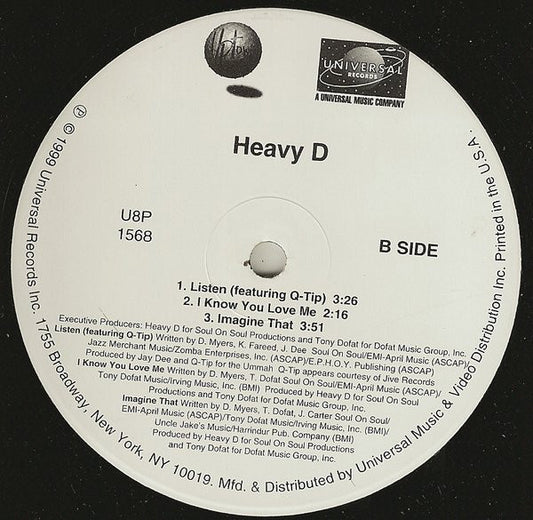 Uptown
UNIVERSAL
RECORDS
A UNIVERSAL MUSIC COMPANY
Heavy D
U8P
1568
B SIDE
1. Listen (featuring Q-Tip) 3:26
2. I Know You Love Me 2:16
3. Imagine That 3:51
Executive Producers: Heavy D for Soul On Soul Productions and Tony Dofat for Dofat Music Group, Inc.
Listen (featuring Q-Tip) Written by D. Myers, K. Fareed, J. Dee Soul On Soul/EMI-April Music (ASCAP)/
Jazz Merchant Music/Zomba Enterprises, Inc. (ASCAP)/E.P.H.O.Y. Publishing (ASCAP)
Produced by Jay Dee and Q-Tip for the Ummah Q-Tip appears courtesy of Jive Records
I Know You Love Me Written by D. Myers, T. Dofat Soul On Soul/EMI-April Music (ASCAP)/
Tony Dofat Music/Irving Music, Inc. (BMI) Produced by Heavy D for Soul On Soul
Productions and Tony Dofat for Dofat Music Group, Inc.
Imagine That Written by D. Myers, T. Dofat, J. Carter Soul On Soul/
EMI-April Music (ASCAP)/Tony Dofat Music/Irving Music, Inc. (BMI)/
Uncle Jake's Music/Harrindur Pub. Company (BMI)
Produced by Heavy D for Soul On Soul Productions
and Tony Dofat for Dofat Music Group, Inc.
℗ © 1999 Universal Records Inc. 1755 Broadway, New York, NY 10019. Mfd. & Distributed by Universal Music & Video Distribution Inc. Printed in the U.S.A.